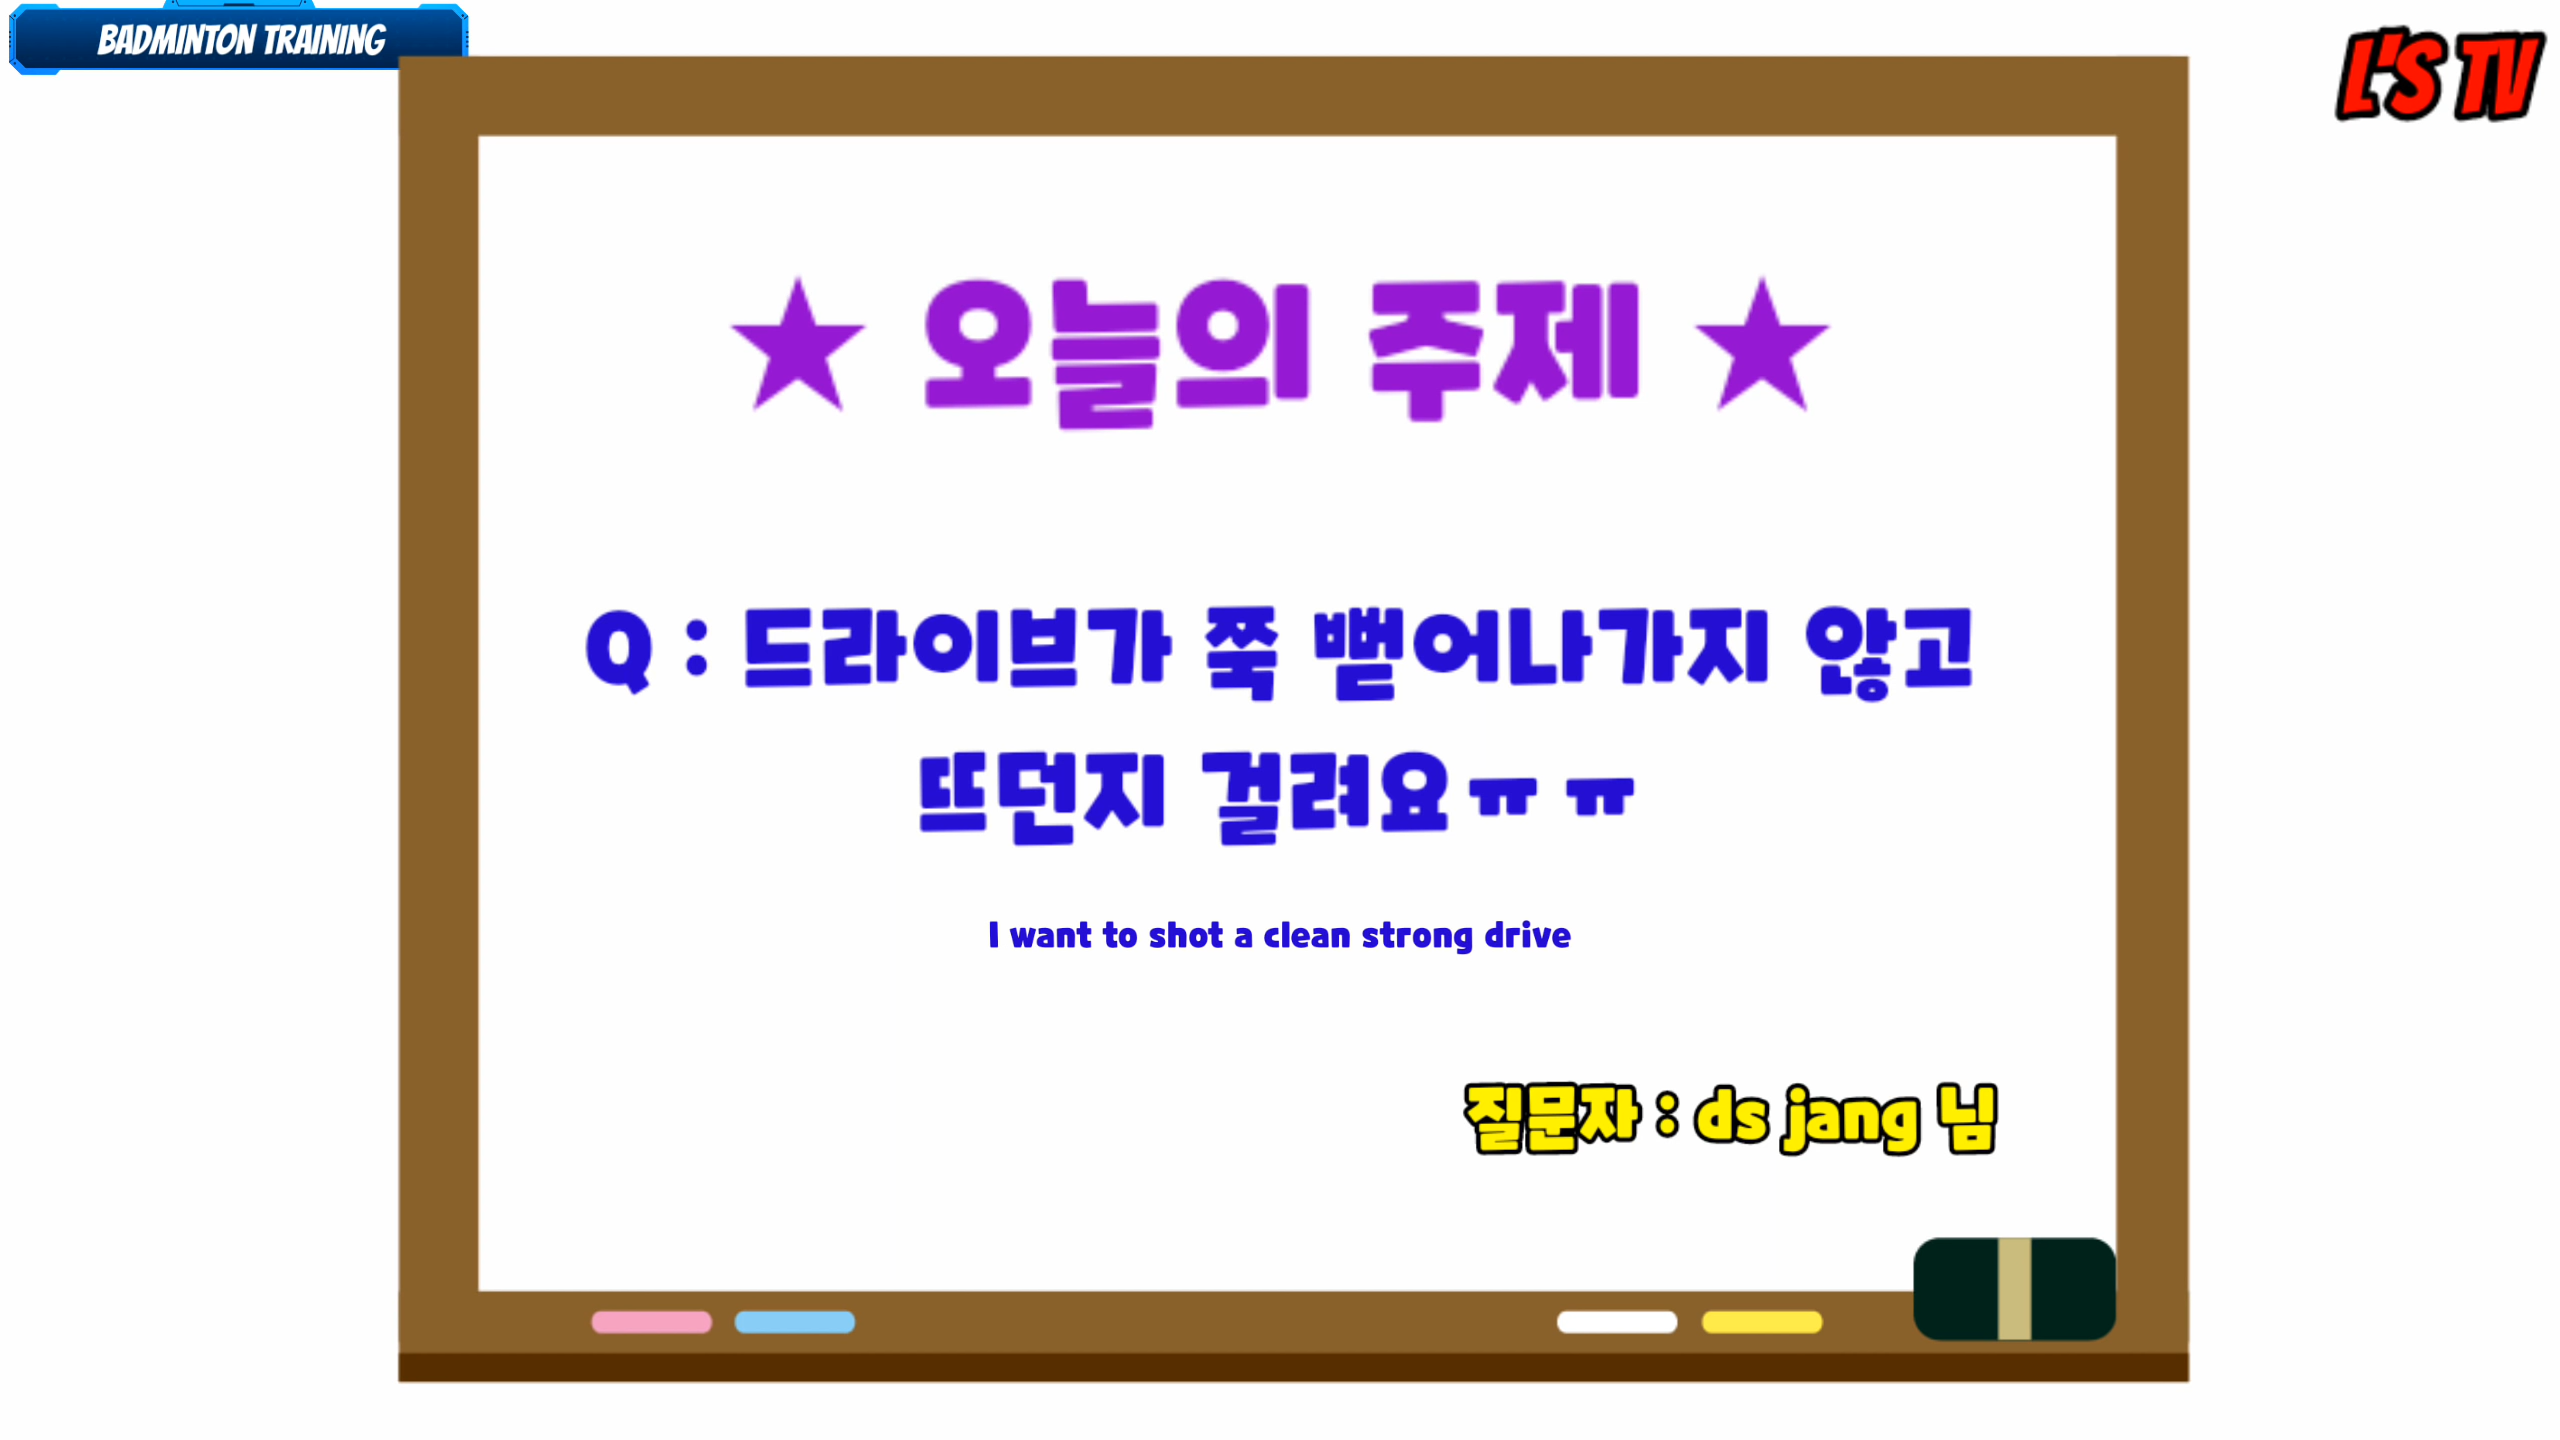 BADMINTON TRAINING
L'S TV
★ 오늘의 주제 ★
Q : 드라이브가 쭉 뻗어나가지 않고
뜨던지 걸려요ㅠㅠ
I want to shot a clean strong drive
질문자 : ds jang 님